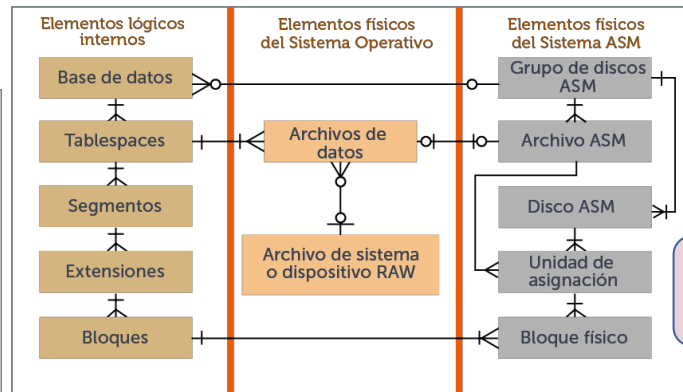 Elementos lógicos
internos
Elementos físicos
del Sistema Operativo
Elementos físicos
del Sistema ASM
Base de datos
Tablespaces
Segmentos
Extensiones
Bloques
Archivos de
datos
Archivo de sistema
o dispositivo RAW
Grupo de discos
ASM
Archivo ASM
Disco ASM
Unidad de
asignación
Bloque físico